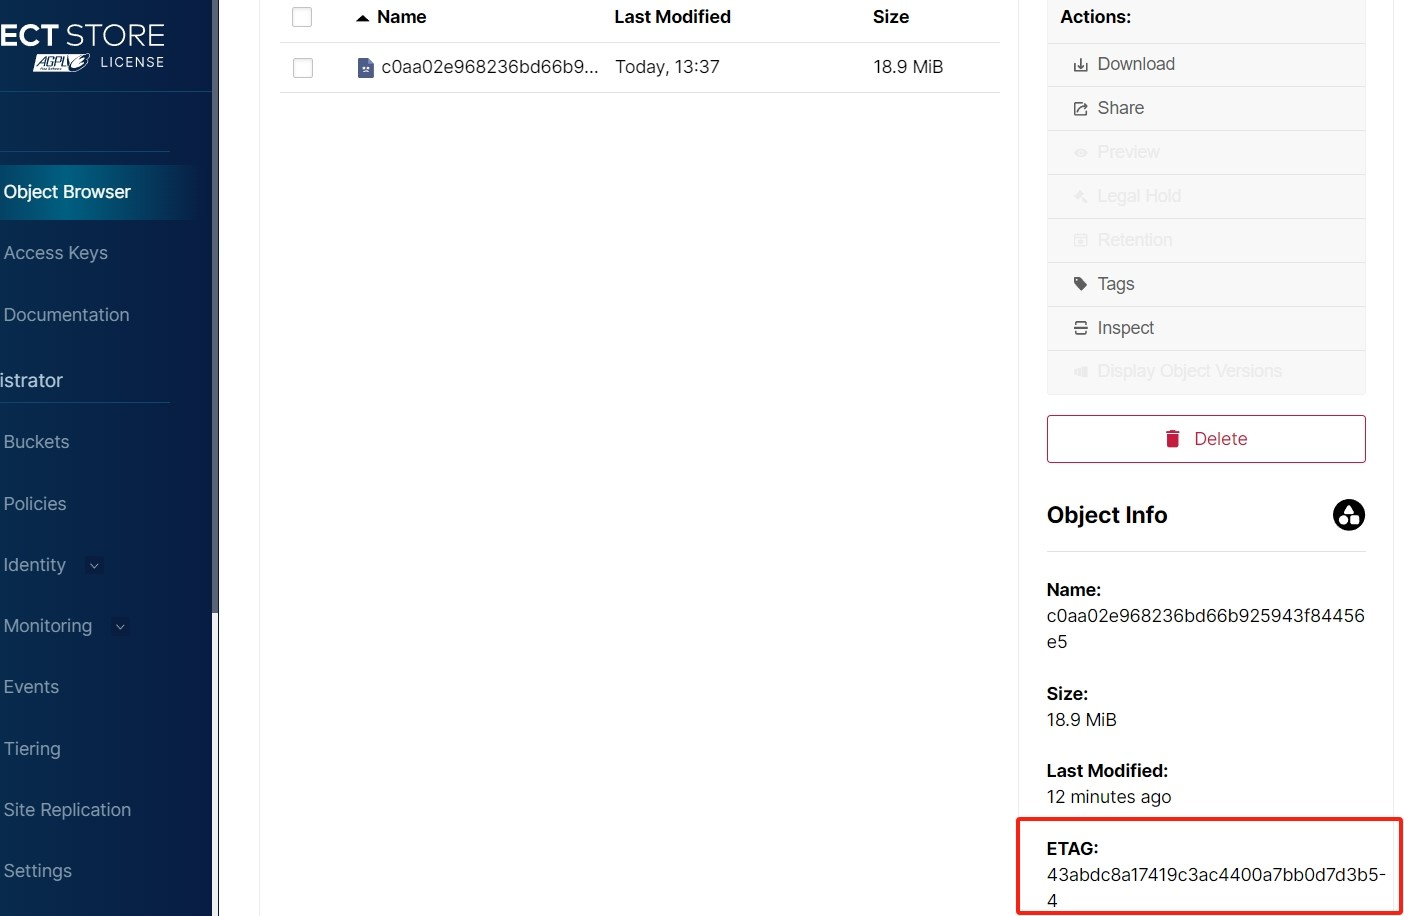 ECT STORE
AGPLv3 LICENSE
Object Browser
Access Keys
Documentation
istrator
Buckets
Policies
Identity
Monitoring
Events
Tiering
Site Replication
Settings
Name Last Modified Size
c0aa02e968236bd66b9... Today, 13:37 18.9 MiB
Actions:
Download
Share
Preview
Legal Hold
Retention
Tags
Inspect
Display Object Versions
Delete
Object Info
Name:
c0aa02e968236bd66b925943f84456
e5
Size:
18.9 MiB
Last Modified:
12 minutes ago
ETAG:
43abdc8a17419c3ac4400a7bb0d7d3b5-
4